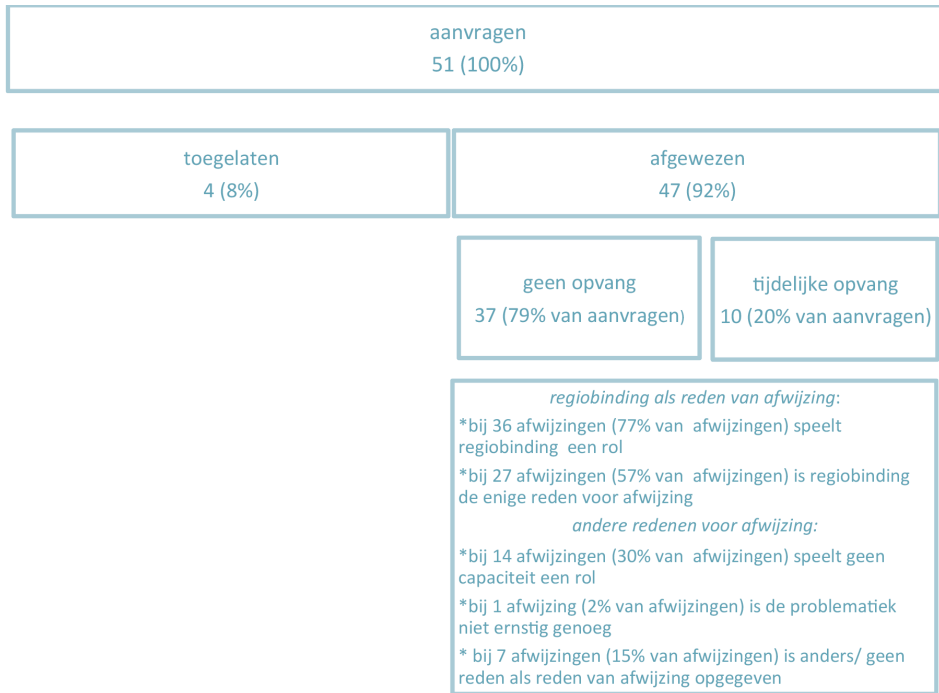 aanvragen
51 (100%)
toegelaten
4 (8%)
afgewezen
47 (92%)
geen opvang
37 (79% van aanvragen)
tijdelijke opvang
10 (20% van aanvragen)
regiobinding als reden van afwijzing:
*bij 36 afwijzingen (77% van  afwijzingen) speelt
regiobinding  een rol
*bij 27 afwijzingen (57% van  afwijzingen) is regiobinding
de enige reden voor afwijzing
andere redenen voor afwijzing:
*bij 14 afwijzingen (30% van  afwijzingen) speelt geen
capaciteit een rol
*bij 1 afwijzing (2% van afwijzingen) is de problematiek
niet ernstig genoeg
* bij 7 afwijzingen (15% van afwijzingen) is anders/ geen
reden als reden van afwijzing opgegeven